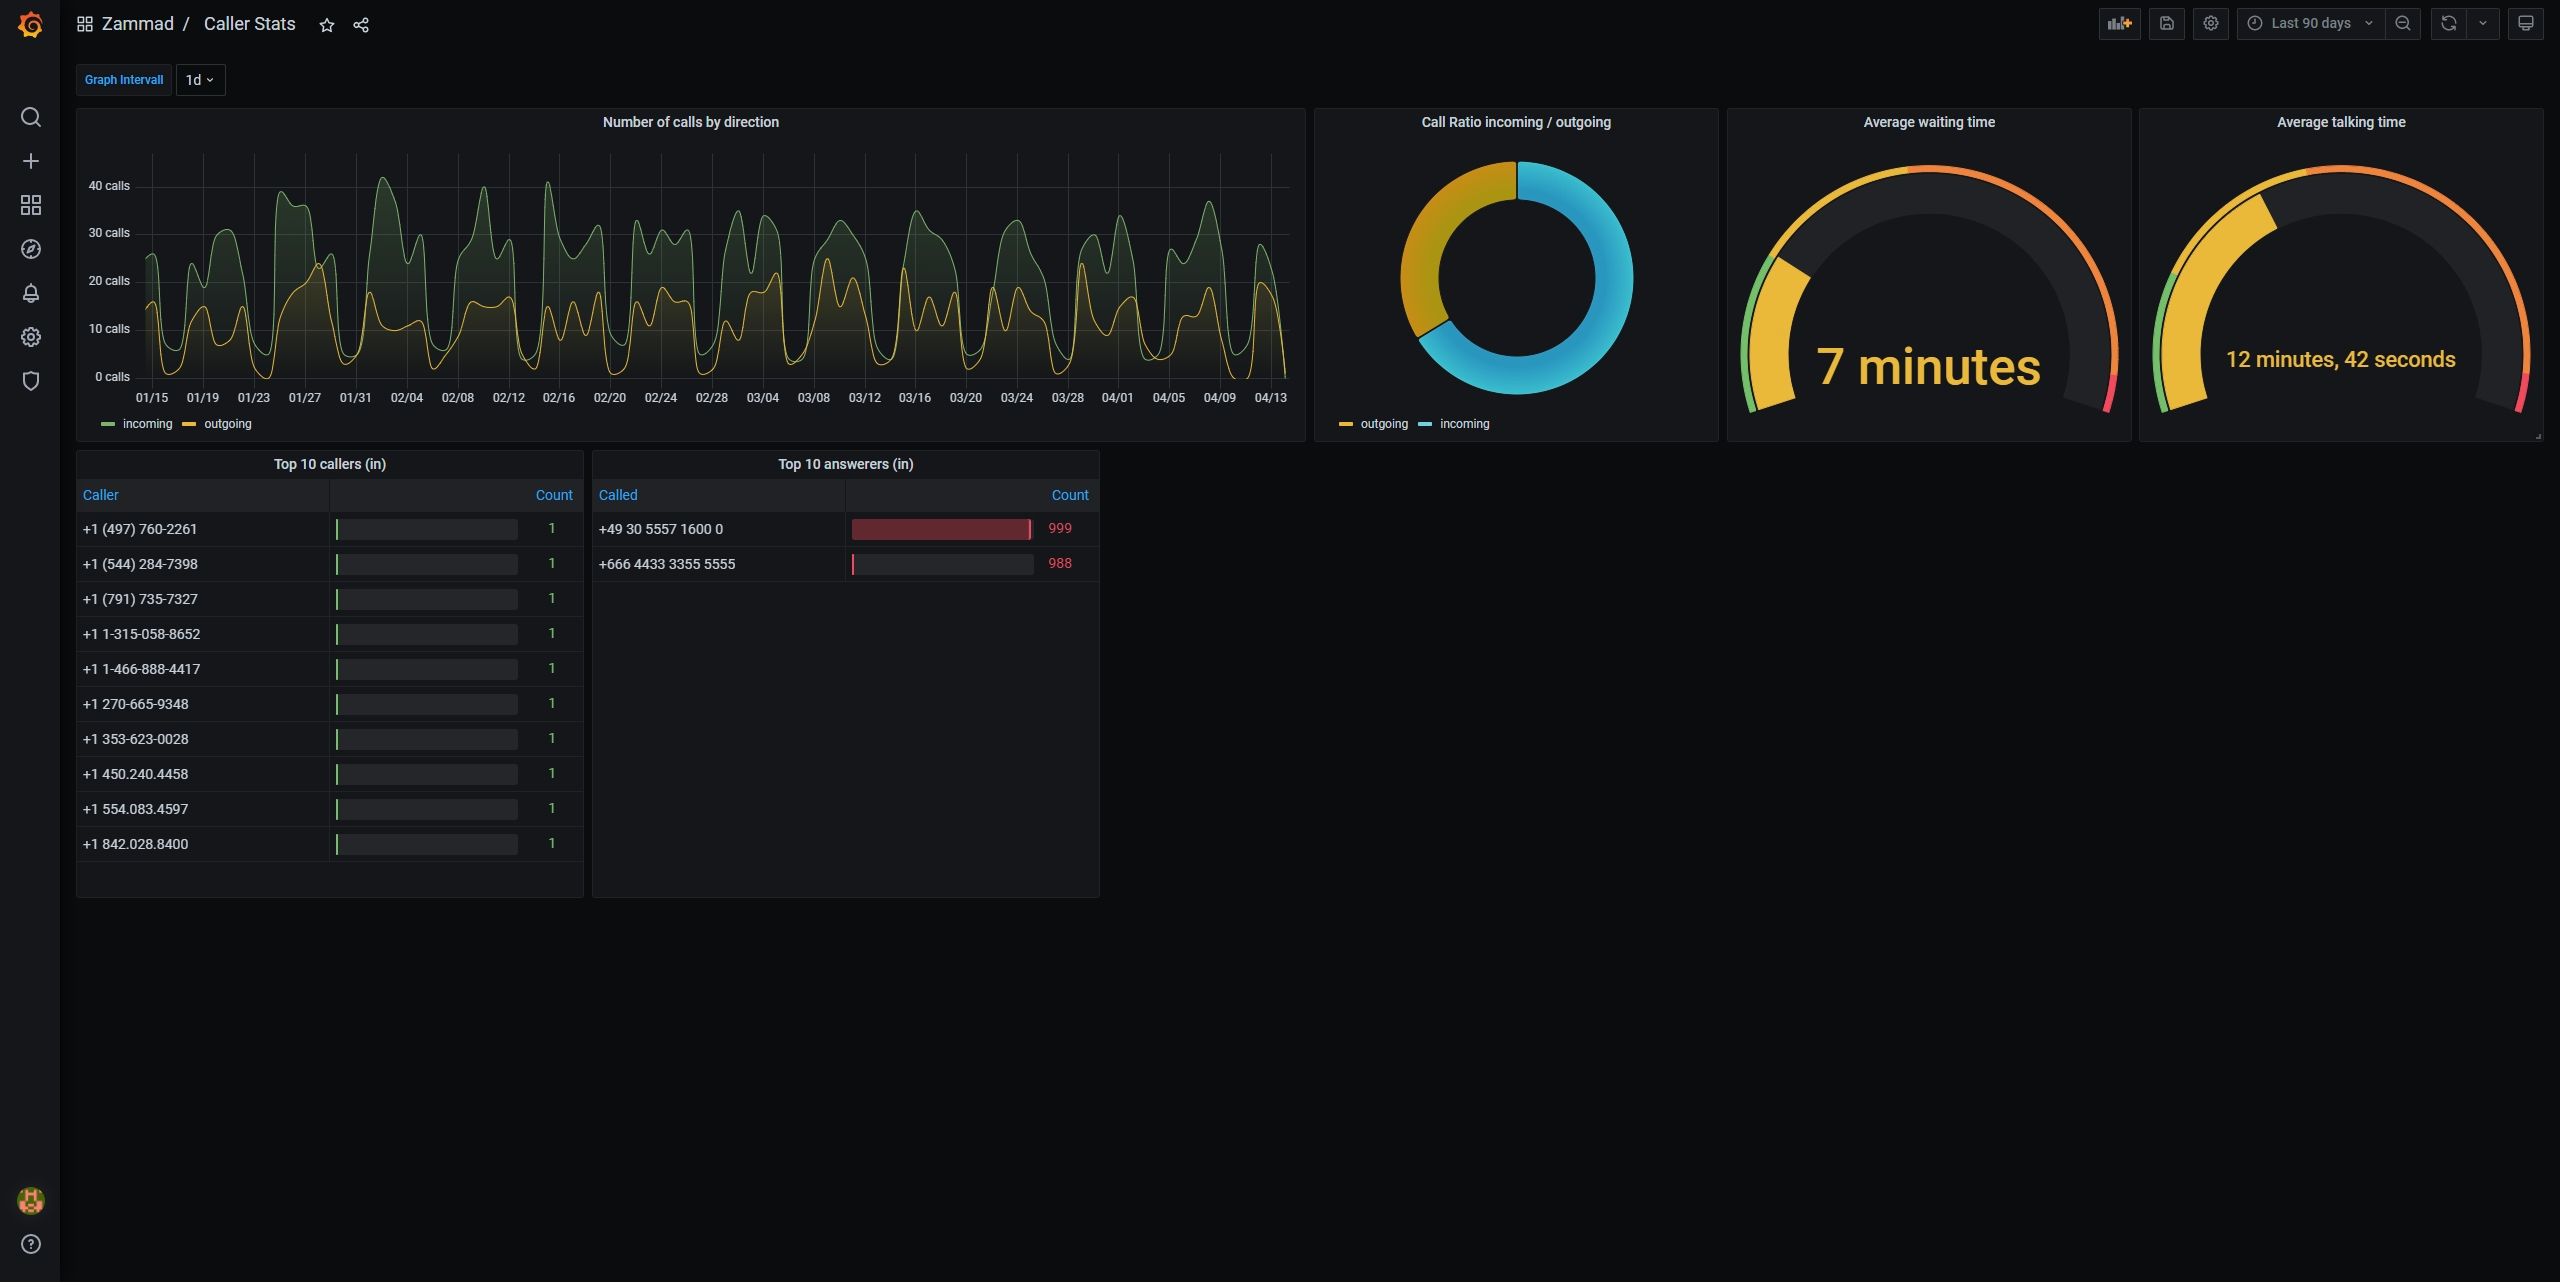 Zammad / Caller Stats
Last 90 days
Graph Intervall 1d
Number of calls by direction
40 calls
30 calls
20 calls
10 calls
0 calls
01/15 01/19 01/23 01/27 01/31 02/04 02/08 02/12 02/16 02/20 02/24 02/28 03/04 03/08 03/12 03/16 03/20 03/24 03/28 04/01 04/05 04/09 04/13
incoming outgoing
Call Ratio incoming / outgoing
outgoing incoming
Average waiting time
7 minutes
Average talking time
12 minutes, 42 seconds
Top 10 callers (in)
Caller Count
+1 (497) 760-2261 1
+1 (544) 284-7398 1
+1 (791) 735-7327 1
+1 1-315-058-8652 1
+1 1-466-888-4417 1
+1 270-665-9348 1
+1 353-623-0028 1
+1 450.240.4458 1
+1 554.083.4597 1
+1 842.028.8400 1
Top 10 answerers (in)
Called Count
+49 30 5557 1600 0 999
+666 4433 3355 5555 988